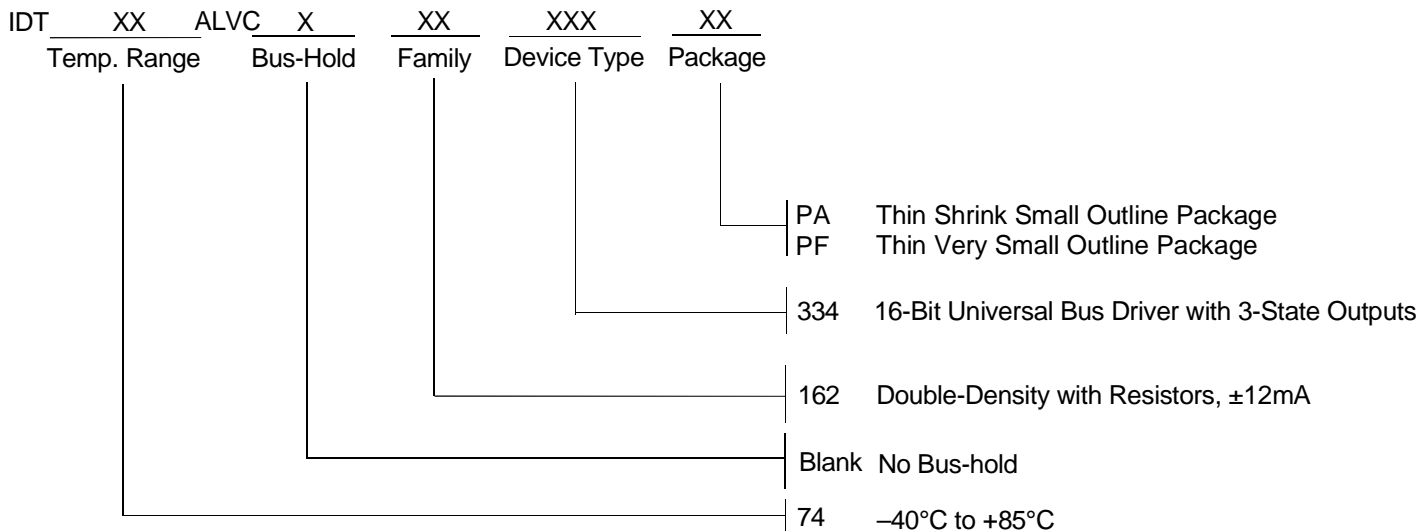 IDT XX ALVC X XX XXX XX
Temp. Range Bus-Hold Family Device Type Package
PA Thin Shrink Small Outline Package
PF Thin Very Small Outline Package
334 16-Bit Universal Bus Driver with 3-State Outputs
162 Double-Density with Resistors, ±12mA
Blank No Bus-hold
74 –40°C to +85°C